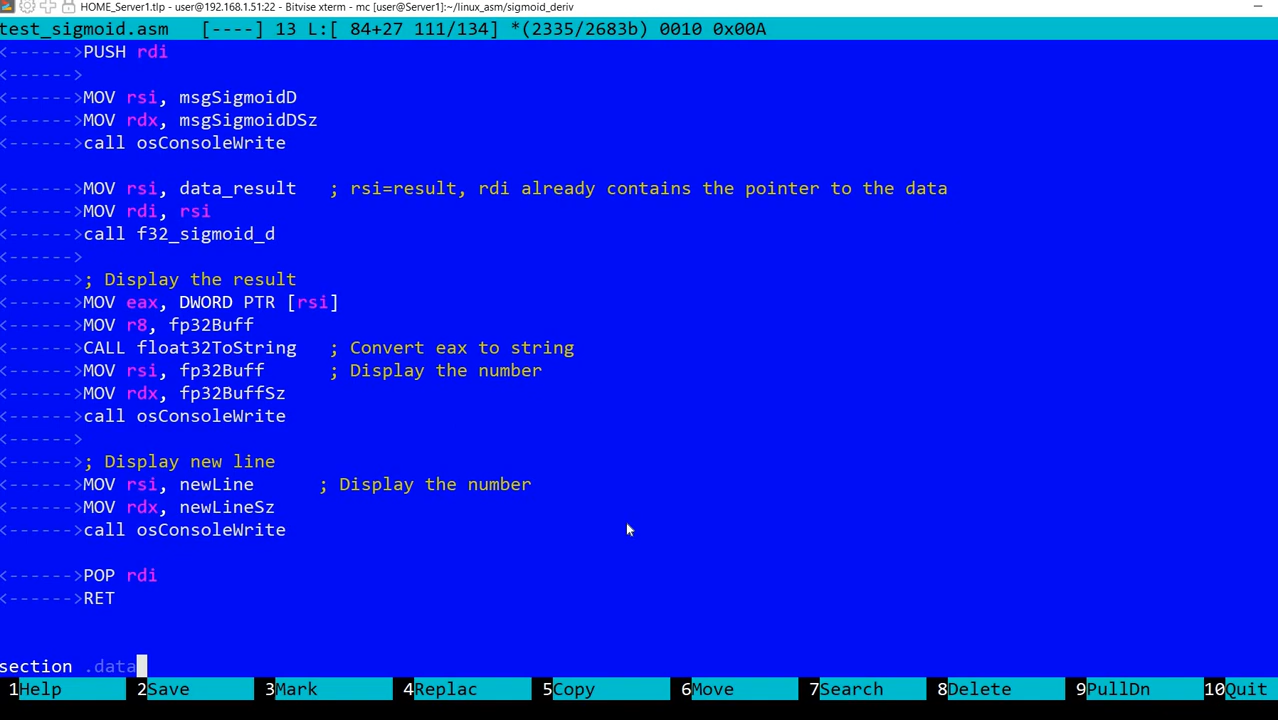 HOME_Server1.tlp - user@192.168.1.51:22 - Bitvise xterm - mc [user@Server1]:~/linux_asm/sigmoid_deriv
test_sigmoid.asm   [----] 13 L:[ 84+27 111/134] *(2335/2683b) 0010 0x00A
<------>PUSH rdi
<------>
<------>MOV rsi, msgSigmoidD
<------>MOV rdx, msgSigmoidDSz
<------>call osConsoleWrite
<------>MOV rsi, data_result   ; rsi=result, rdi already contains the pointer to the data
<------>MOV rdi, rsi
<------>call f32_sigmoid_d
<------>
<------>; Display the result
<------>MOV eax, DWORD PTR [rsi]
<------>MOV r8, fp32Buff
<------>CALL float32ToString   ; Convert eax to string
<------>MOV rsi, fp32Buff      ; Display the number
<------>MOV rdx, fp32BuffSz
<------>call osConsoleWrite
<------>
<------>; Display new line
<------>MOV rsi, newLine      ; Display the number
<------>MOV rdx, newLineSz
<------>call osConsoleWrite
<------>POP rdi
<------>RET
section .data
1Help 2Save 3Mark 4Replac 5Copy 6Move 7Search 8Delete 9PullDn 10Quit